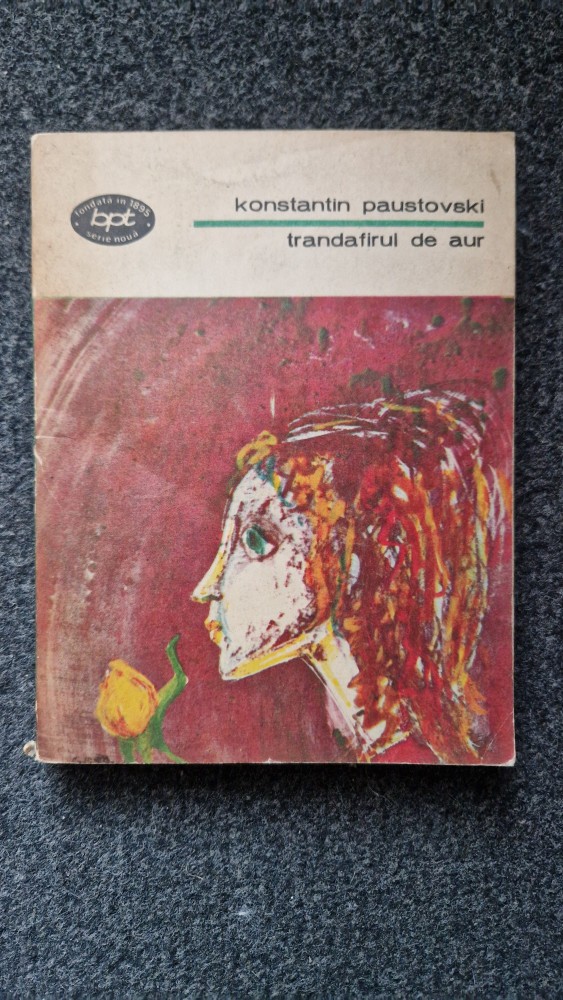 fondată în 1895
bpt
serie nouă
konstantin paustovski
trandafirul de aur